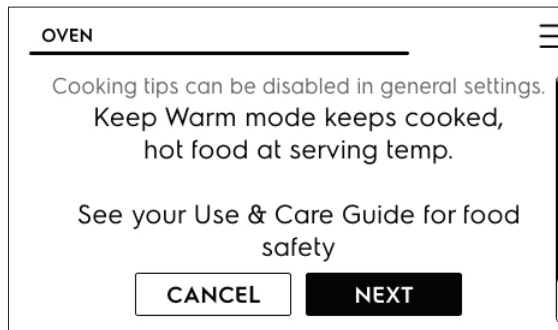 OVEN
Cooking tips can be disabled in general settings.
Keep Warm mode keeps cooked,
hot food at serving temp.
See your Use & Care Guide for food
safety
CANCEL NEXT